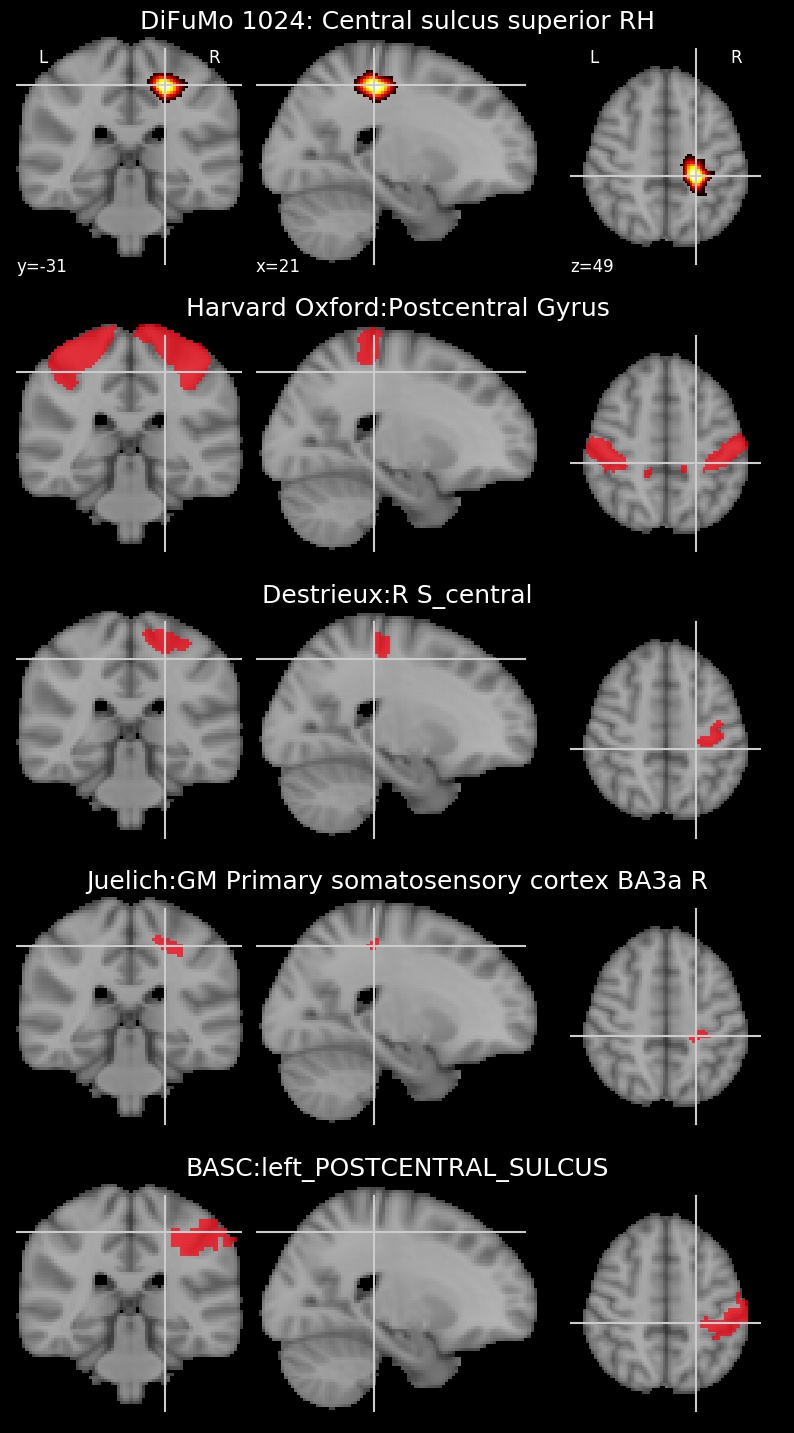 DiFuMo 1024: Central sulcus superior RH
L R L R
y=-31 x=21 z=49
Harvard Oxford:Postcentral Gyrus
Destrieux:R S_central
Juelich:GM Primary somatosensory cortex BA3a R
BASC:left_POSTCENTRAL_SULCUS